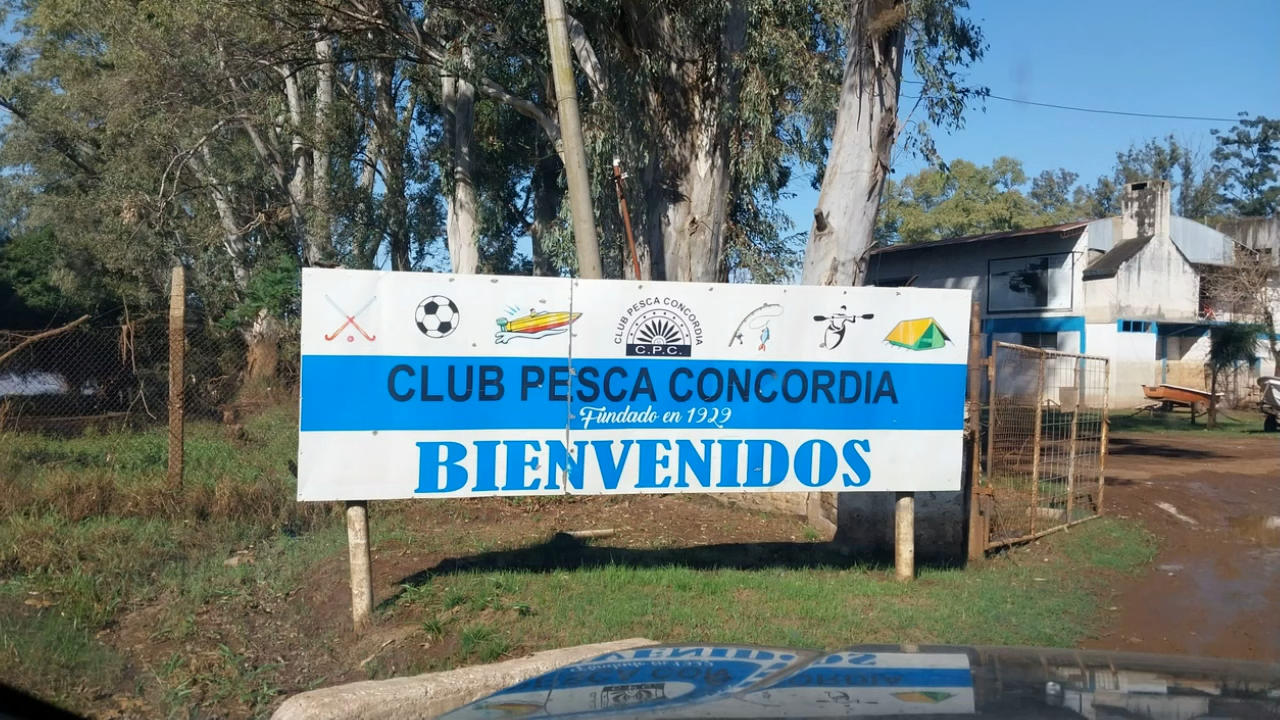 CLUB PESCA CONCORDIA
C.P.C.
CLUB PESCA CONCORDIA
Fundado en 1929
BIENVENIDOS